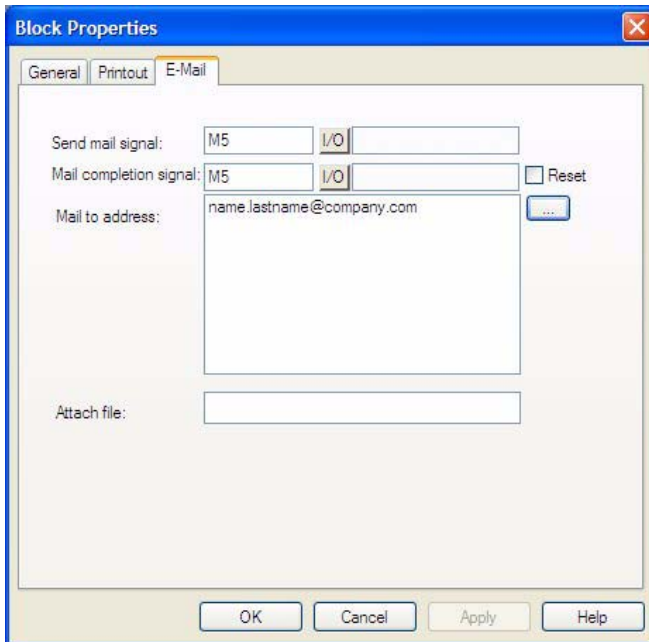 Block Properties
General Printout E-Mail
Send mail signal: M5 I/O
Mail completion signal: M5 I/O Reset
Mail to address: name.lastname@company.com ...
Attach file:
OK Cancel Apply Help